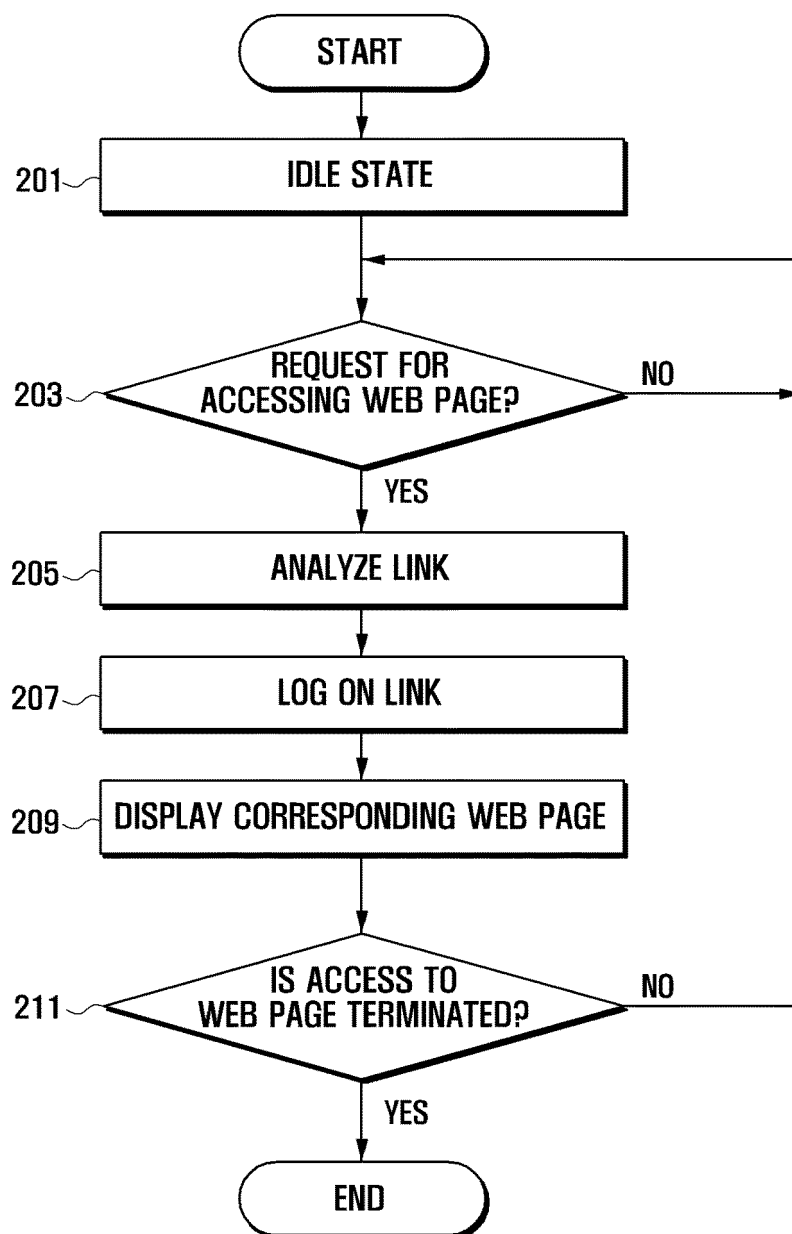 START
201
IDLE STATE
203
REQUEST FOR
ACCESSING WEB PAGE?
NO
YES
205
ANALYZE LINK
207
LOG ON LINK
209
DISPLAY CORRESPONDING WEB PAGE
211
IS ACCESS TO
WEB PAGE TERMINATED?
NO
YES
END